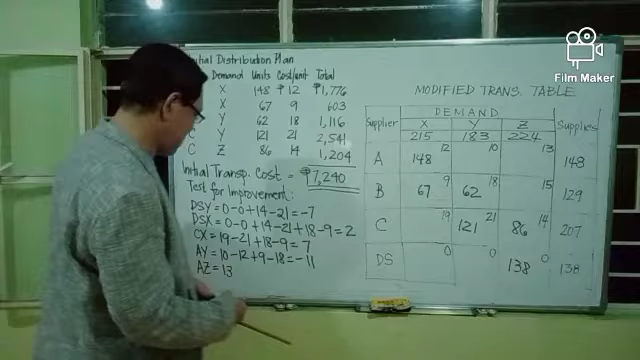 Film Maker
nitial Distribution Plan
Demand Units Cost/unit Total
X 148 ₱12 ₱1,776
X 67 9 603
Y 62 18 1,116
C Y 121 21 2,541
C Z 86 14 1,204
Initial Transp. Cost = ₱7,240
Test for Improvement:
DSY = 0-0+14-21 = -7
DSX = 0-0+14-21+18-9 = 2
CX = 19-21+18-9 = 7
AY = 10-12+9-18 = -11
AZ = 13
MODIFIED TRANS. TABLE
Supplier DEMAND Supplies
X Y Z
215 183 224
A 148 12 10 13 148
B 67 9 62 18 15 129
C 19 121 21 86 14 207
DS 0 0 138 0 138